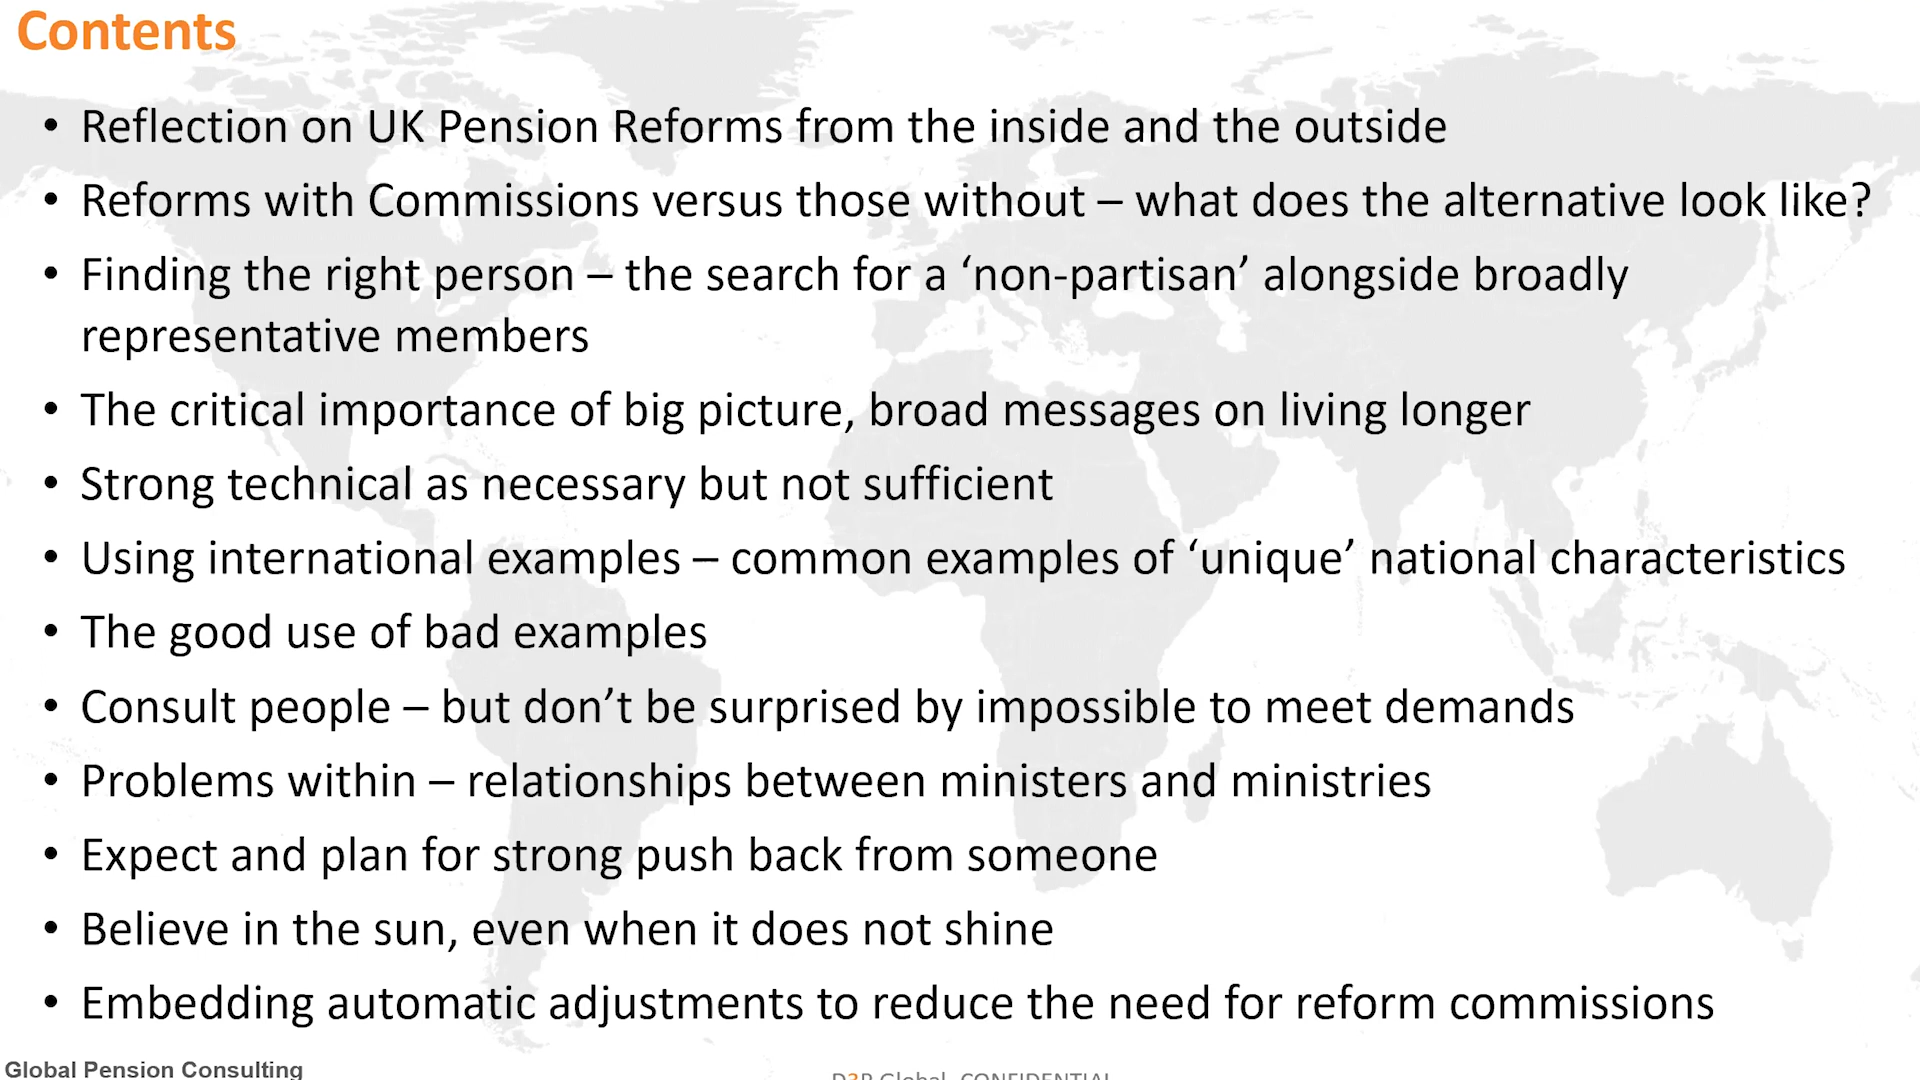 Contents
• Reflection on UK Pension Reforms from the inside and the outside
• Reforms with Commissions versus those without – what does the alternative look like?
• Finding the right person – the search for a ‘non-partisan’ alongside broadly
representative members
• The critical importance of big picture, broad messages on living longer
• Strong technical as necessary but not sufficient
• Using international examples – common examples of ‘unique’ national characteristics
• The good use of bad examples
• Consult people – but don’t be surprised by impossible to meet demands
• Problems within – relationships between ministers and ministries
• Expect and plan for strong push back from someone
• Believe in the sun, even when it does not shine
• Embedding automatic adjustments to reduce the need for reform commissions
Global Pension Consulting
D3P Global CONFIDENTIAL